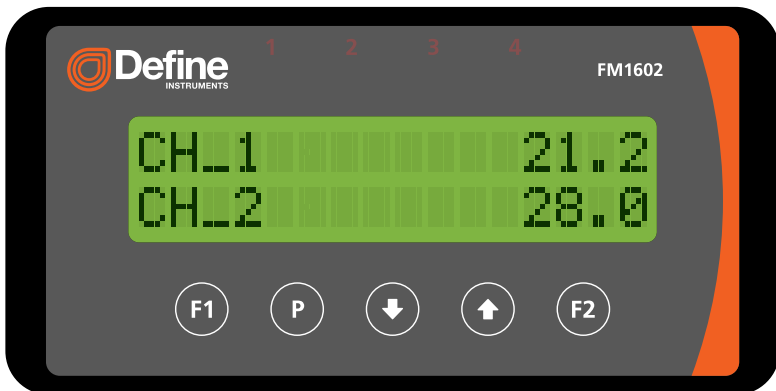 1 2 3 4
Define
INSTRUMENTS
FM1602
CH_1 21.2
CH_2 28.0
F1 P F2